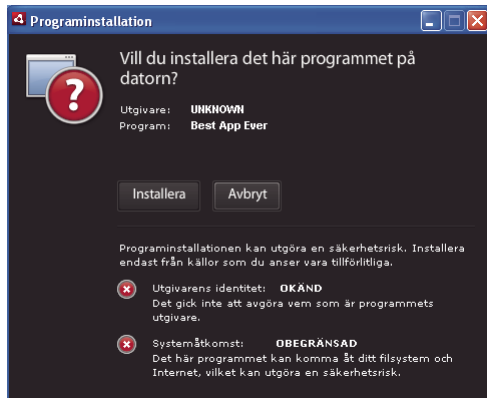 Programinstallation
Vill du installera det här programmet på
datorn?
Utgivare: UNKNOWN
Program: Best App Ever
Installera Avbryt
Programinstallationen kan utgöra en säkerhetsrisk. Installera
endast från källor som du anser vara tillförlitliga.
Utgivarens identitet: OKÄND
Det gick inte att avgöra vem som är programmets
utgivare.
Systemåtkomst: OBEGRÄNSAD
Det här programmet kan komma åt ditt filsystem och
Internet, vilket kan utgöra en säkerhetsrisk.